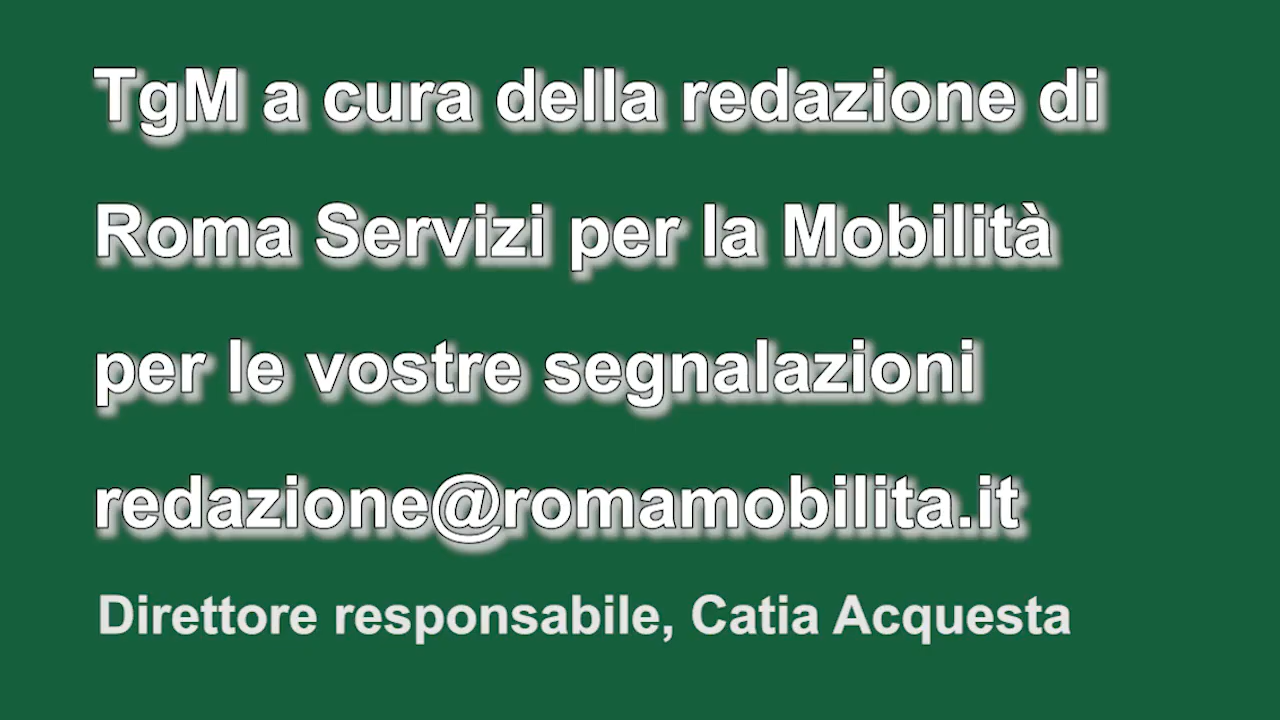 TgM a cura della redazione di
Roma Servizi per la Mobilità
per le vostre segnalazioni
redazione@romamobilita.it
Direttore responsabile, Catia Acquesta